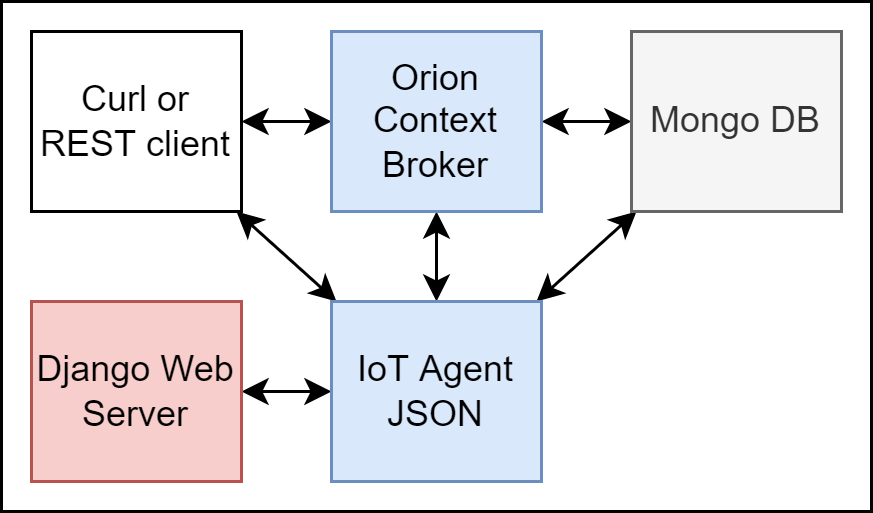 Curl or
REST client
Orion
Context
Broker
Mongo DB
Django Web
Server
IoT Agent
JSON